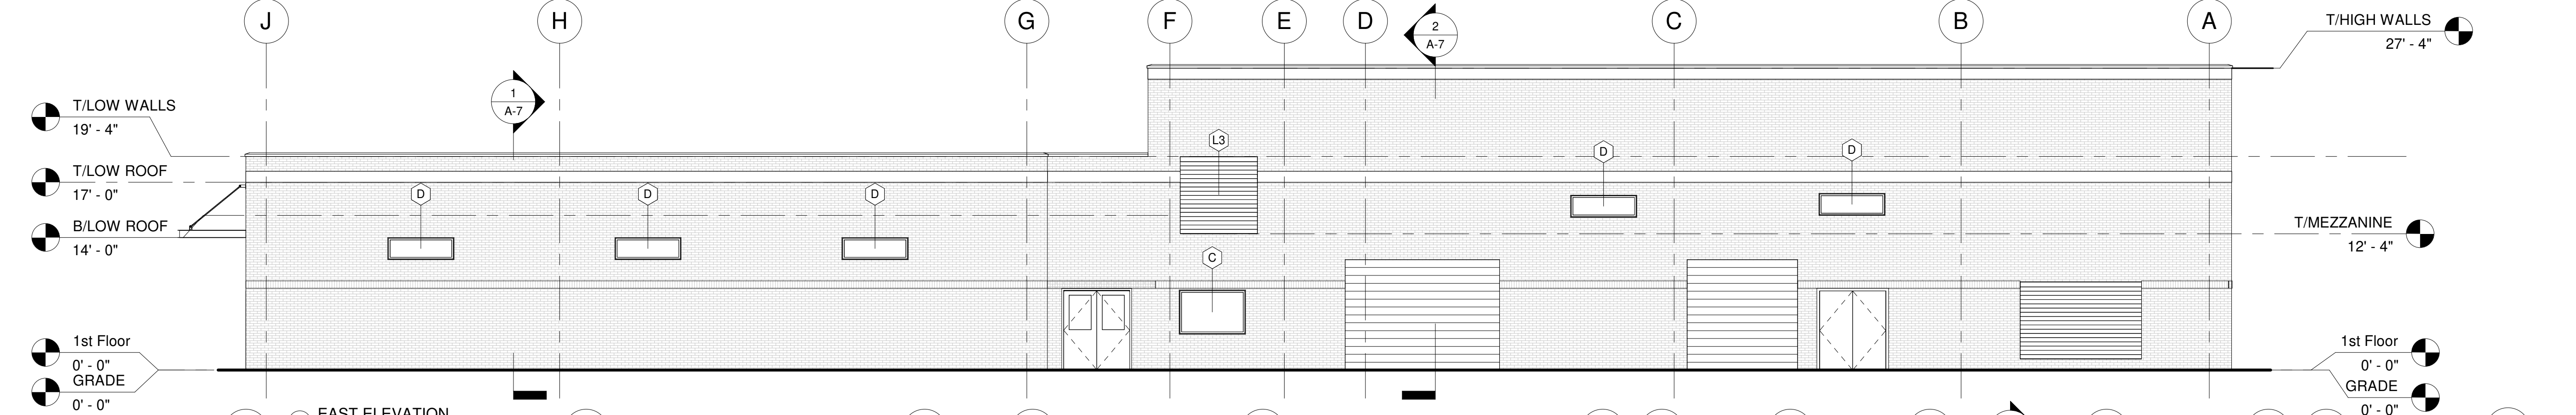 J H G F E D C B A
2
A-7
T/HIGH WALLS
27' - 4"
1
A-7
T/LOW WALLS
19' - 4"
L3
D
D
T/LOW ROOF
17' - 0"
D
D
D
B/LOW ROOF
14' - 0"
T/MEZZANINE
12' - 4"
C
1st Floor
0' - 0"
GRADE
0' - 0"
1st Floor
0' - 0"
GRADE
0' - 0"
EAST ELEVATION